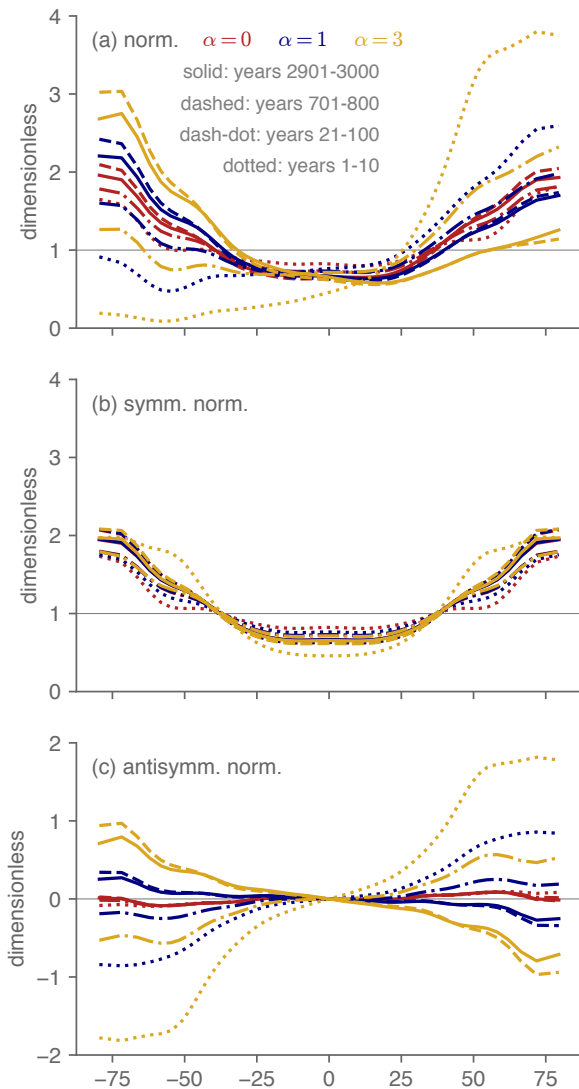 4
(a) norm. α = 0 α = 1 α = 3
solid: years 2901-3000
3
dashed: years 701-800
dash-dot: years 21-100
dotted: years 1-10
2
dimensionless
1
0
4
(b) symm. norm.
3
2
dimensionless
1
0
2
(c) antisymm. norm.
1
dimensionless
0
−1
−2
−75 −50 −25 0 25 50 75